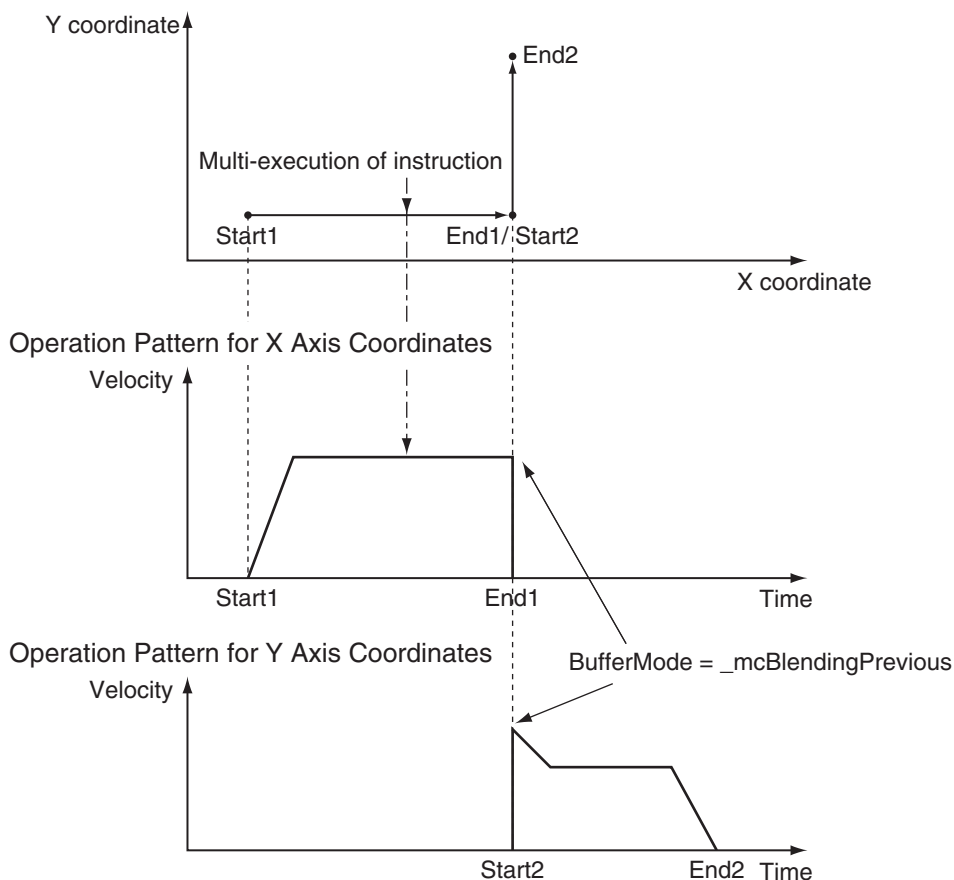 Y coordinate
End2
Multi-execution of instruction
Start1
End1/ Start2
X coordinate
Operation Pattern for X Axis Coordinates
Velocity
Start1
End1
Time
Operation Pattern for Y Axis Coordinates
BufferMode = _mcBlendingPrevious
Velocity
Start2
End2
Time